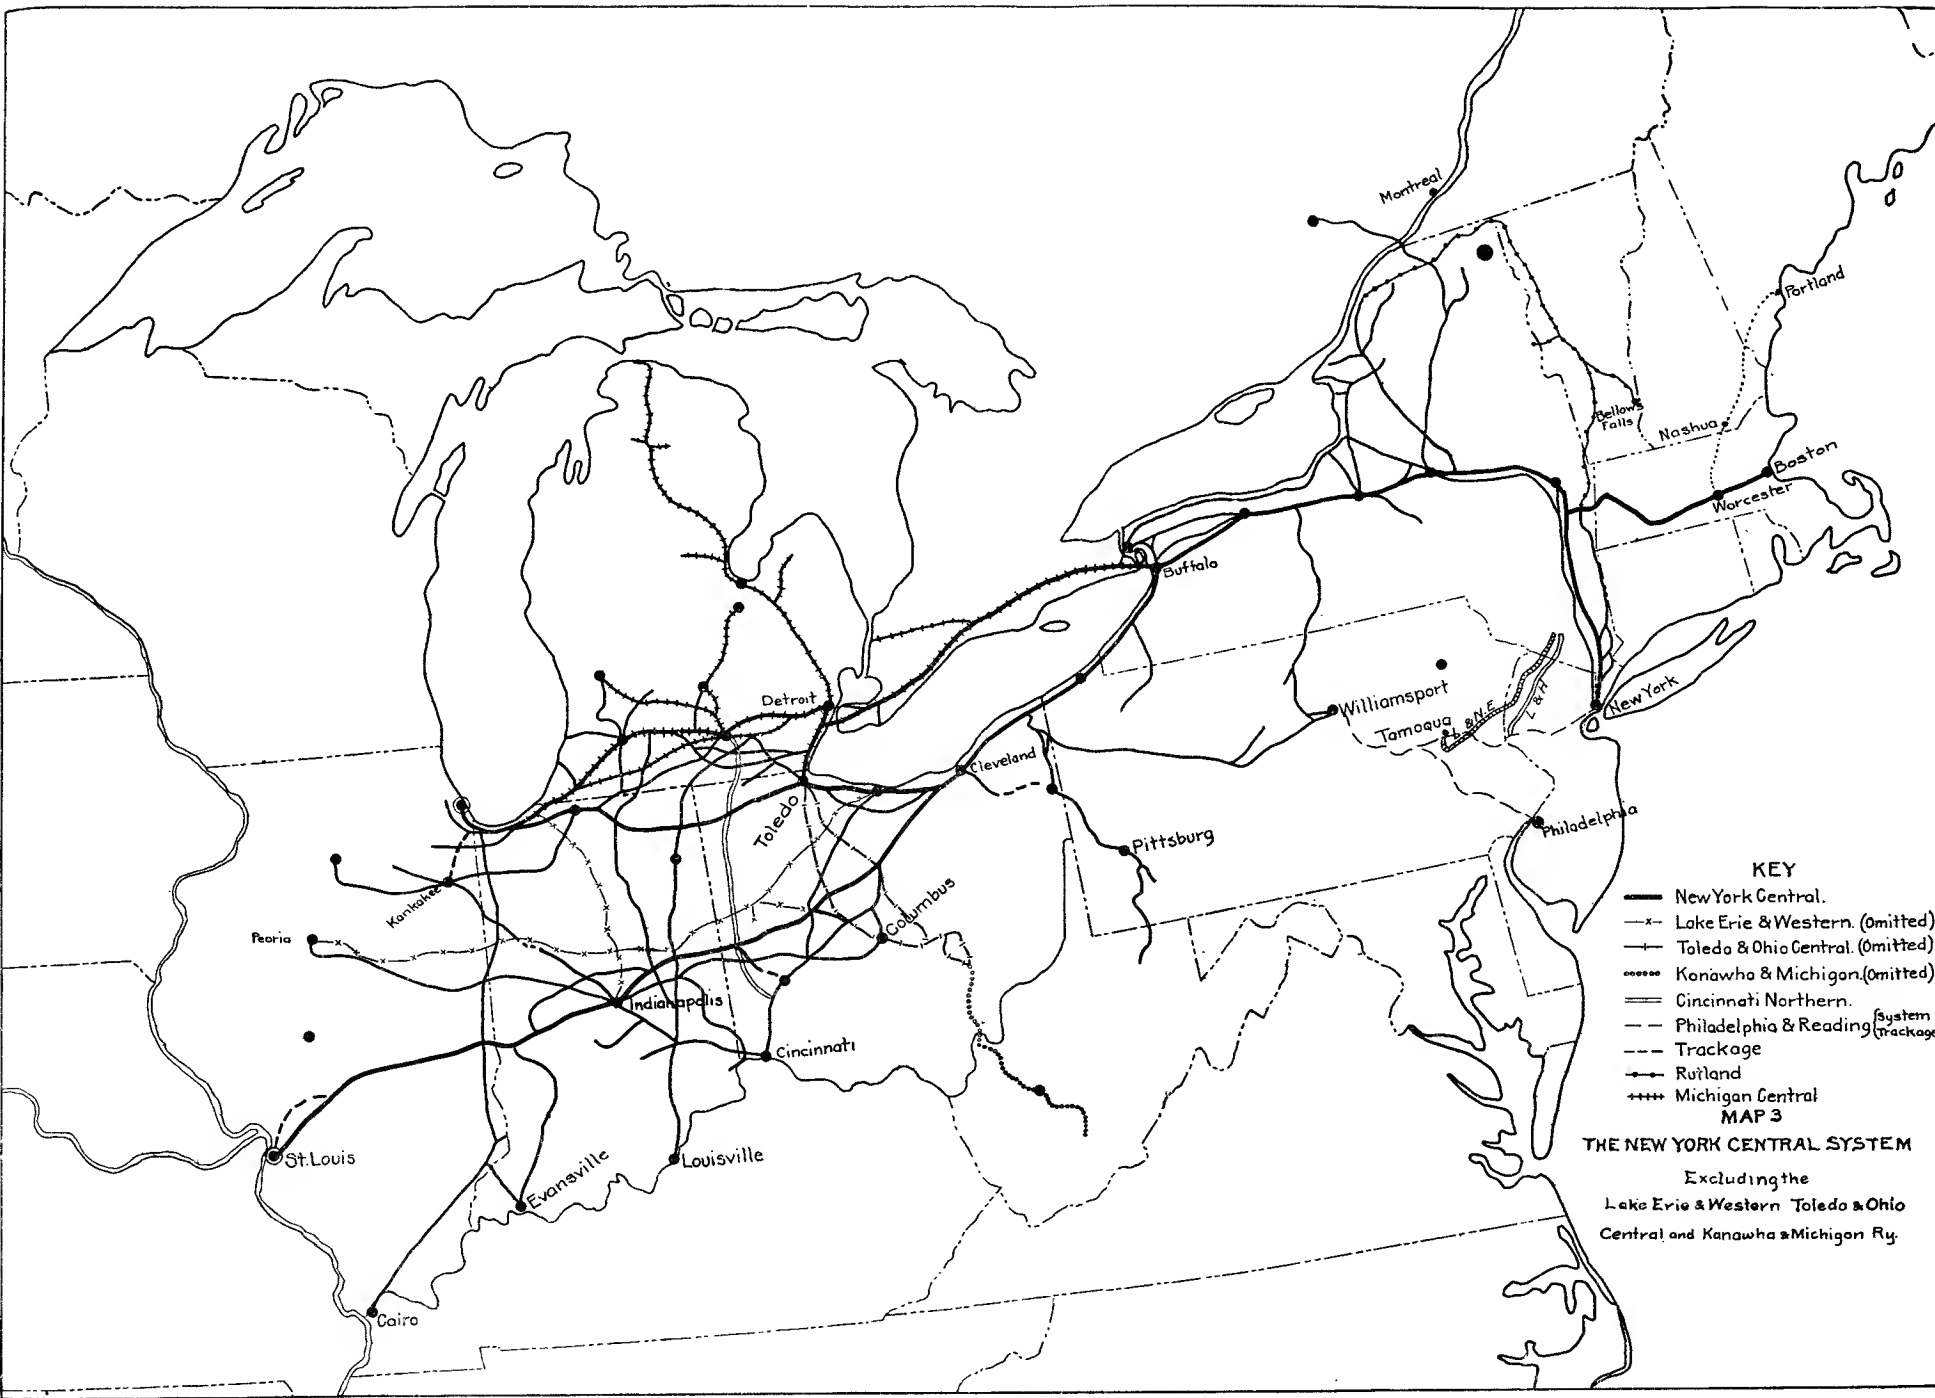 Montreal
Portland
Bellows
Falls
Nashua
Boston
Worcester
Buffalo
Detroit
Williamsport
Tamaqua
L. & N.E.
L & H
New York
Cleveland
Toledo
Pittsburg
Philadelphia
Kankakee
Columbus
Peoria
Indianapolis
Cincinnati
St. Louis
Louisville
Evansville
Cairo
KEY
New York Central.
Lake Erie & Western. (Omitted)
Toledo & Ohio Central. (Omitted)
Kanawha & Michigan. (Omitted)
Cincinnati Northern.
Philadelphia & Reading {System
Trackage
Trackage
Rutland
Michigan Central
MAP 3
THE NEW YORK CENTRAL SYSTEM
Excluding the
Lake Erie & Western Toledo & Ohio
Central and Kanawha & Michigan Ry.